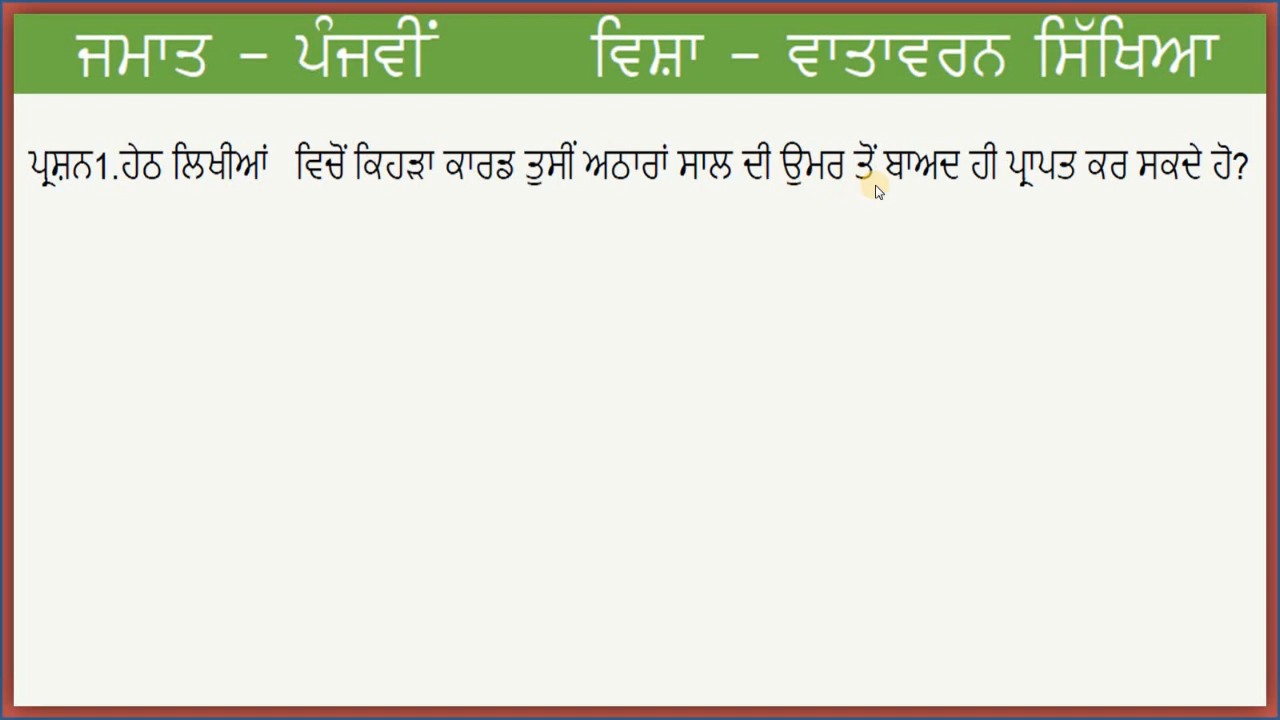 ਜਮਾਤ – ਪੰਜਵੀਂ ਵਿਸ਼ਾ – ਵਾਤਾਵਰਨ ਸਿੱਖਿਆ
ਪ੍ਰਸ਼ਨ1.ਹੇਠ ਲਿਖੀਆਂ ਵਿਚੋਂ ਕਿਹੜਾ ਕਾਰਡ ਤੁਸੀਂ ਅਠਾਰਾਂ ਸਾਲ ਦੀ ਉਮਰ ਤੋਂ ਬਾਅਦ ਹੀ ਪ੍ਰਾਪਤ ਕਰ ਸਕਦੇ ਹੋ?